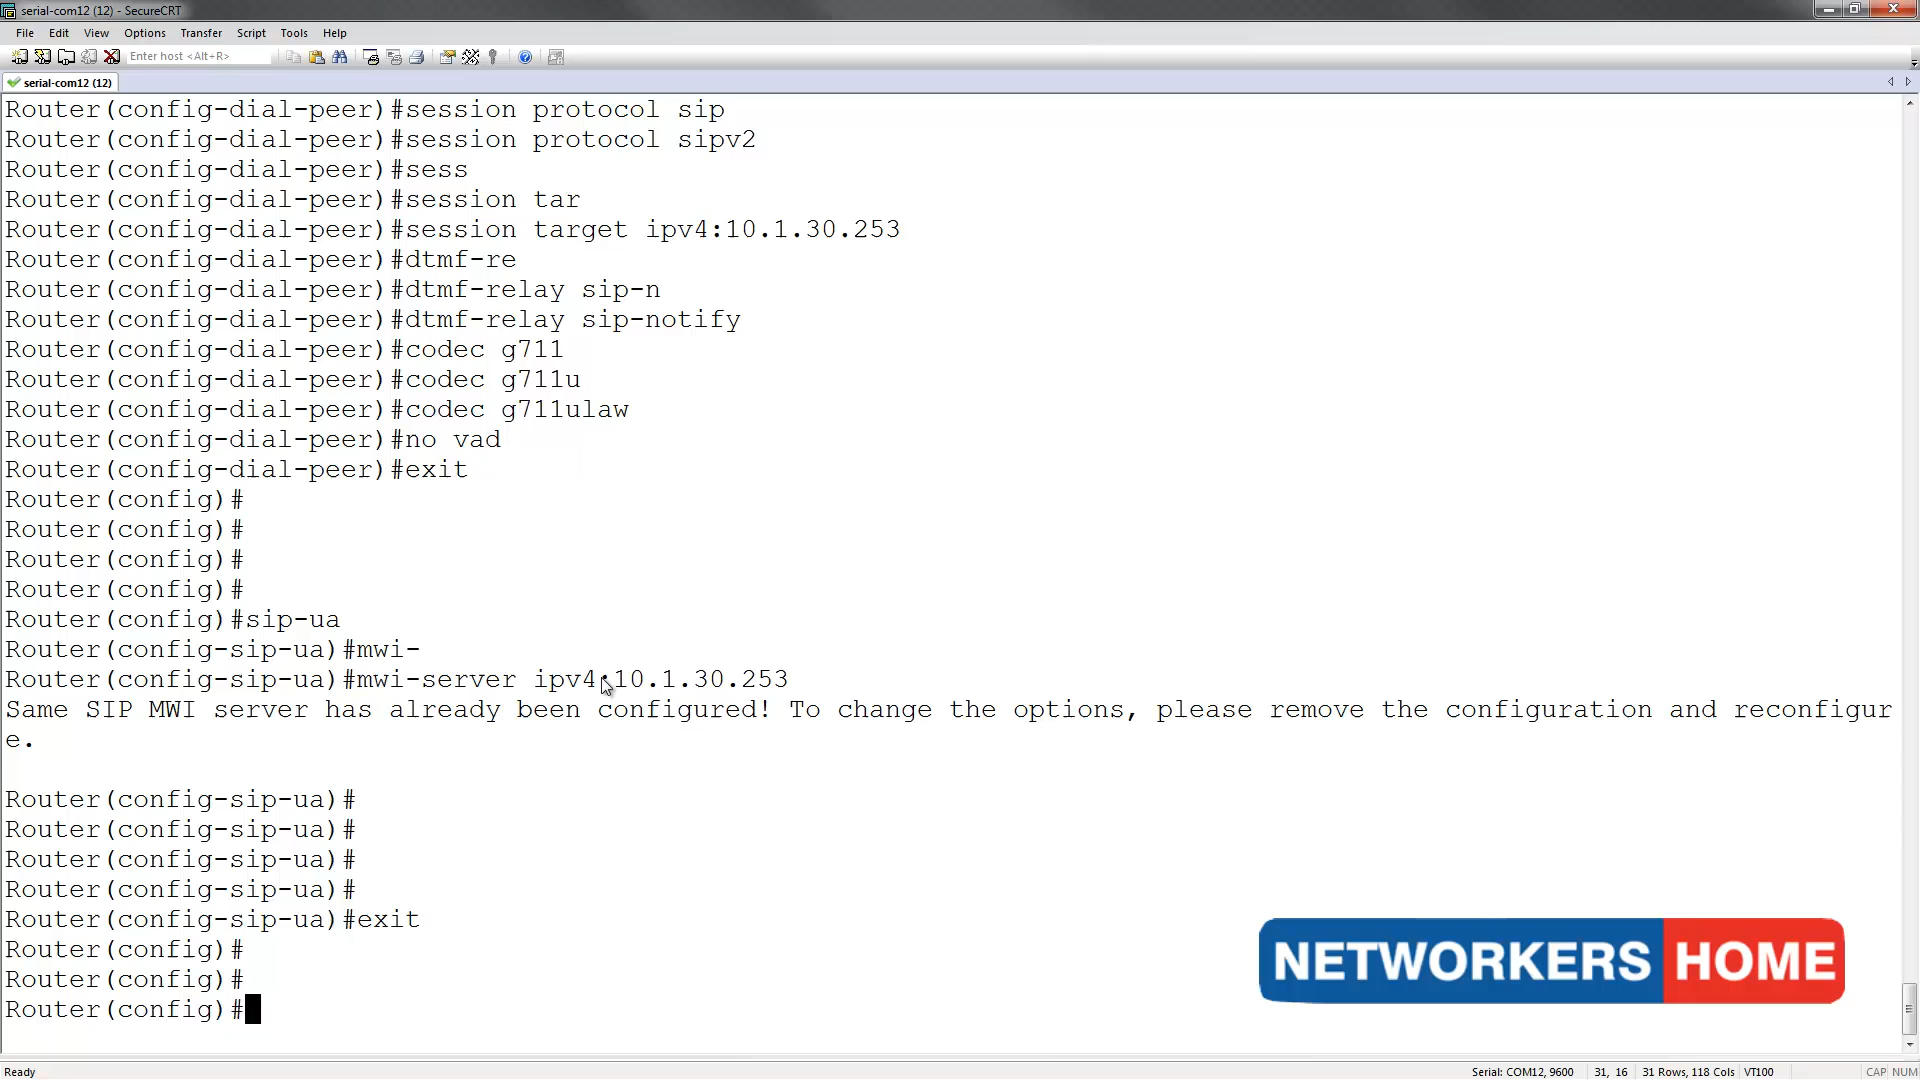 serial-com12 (12) - SecureCRT
File Edit View Options Transfer Script Tools Help
Enter host <Alt+R>
serial-com12 (12)
Router(config-dial-peer)#session protocol sip
Router(config-dial-peer)#session protocol sipv2
Router(config-dial-peer)#sess
Router(config-dial-peer)#session tar
Router(config-dial-peer)#session target ipv4:10.1.30.253
Router(config-dial-peer)#dtmf-re
Router(config-dial-peer)#dtmf-relay sip-n
Router(config-dial-peer)#dtmf-relay sip-notify
Router(config-dial-peer)#codec g711
Router(config-dial-peer)#codec g711u
Router(config-dial-peer)#codec g711ulaw
Router(config-dial-peer)#no vad
Router(config-dial-peer)#exit
Router(config)#
Router(config)#
Router(config)#
Router(config)#
Router(config)#sip-ua
Router(config-sip-ua)#mwi-
Router(config-sip-ua)#mwi-server ipv4:10.1.30.253
Same SIP MWI server has already been configured! To change the options, please remove the configuration and reconfigur
e.
Router(config-sip-ua)#
Router(config-sip-ua)#
Router(config-sip-ua)#
Router(config-sip-ua)#
Router(config-sip-ua)#exit
Router(config)#
Router(config)#
Router(config)#
NETWORKERS HOME
Ready Serial: COM12, 9600 31, 16 31 Rows, 118 Cols VT100 CAP NUM